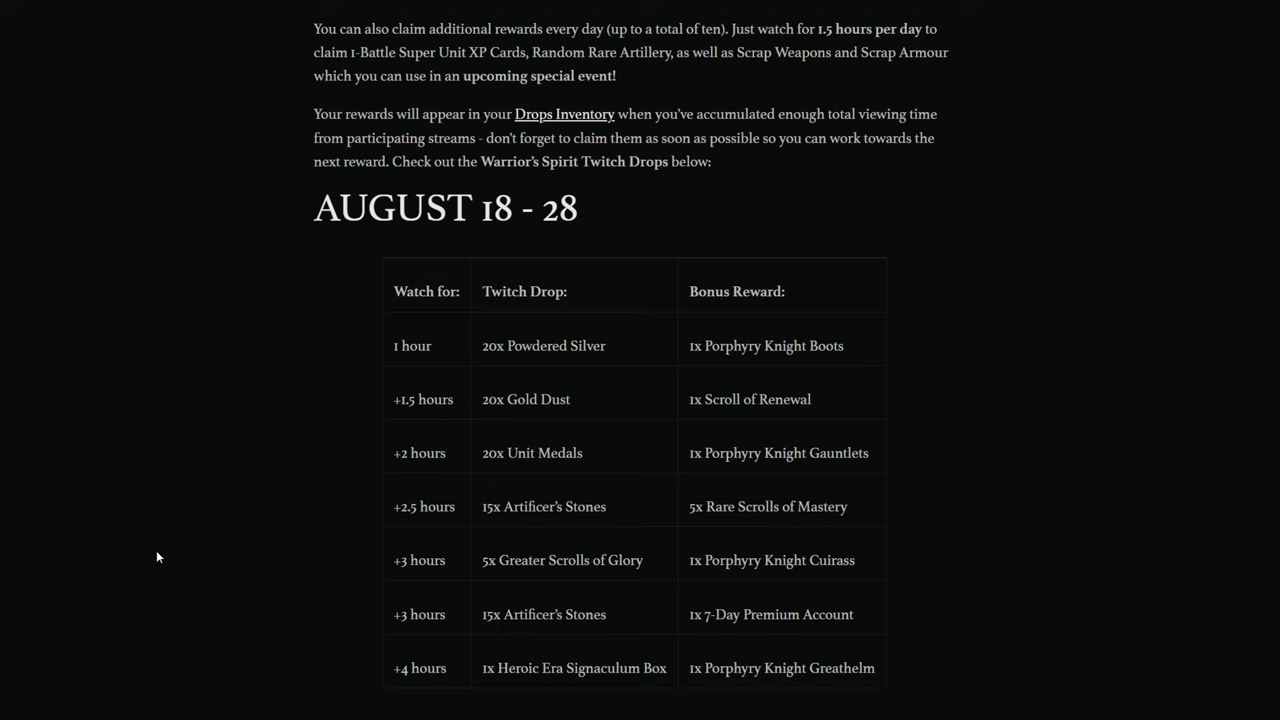 You can also claim additional rewards every day (up to a total of ten). Just watch for 1.5 hours per day to
claim 1-Battle Super Unit XP Cards, Random Rare Artillery, as well as Scrap Weapons and Scrap Armour
which you can use in an upcoming special event!
Your rewards will appear in your Drops Inventory when you've accumulated enough total viewing time
from participating streams - don't forget to claim them as soon as possible so you can work towards the
next reward. Check out the Warrior's Spirit Twitch Drops below:
AUGUST 18 - 28
Watch for: Twitch Drop: Bonus Reward:
1 hour 20x Powdered Silver 1x Porphyry Knight Boots
+1.5 hours 20x Gold Dust 1x Scroll of Renewal
+2 hours 20x Unit Medals 1x Porphyry Knight Gauntlets
+2.5 hours 15x Artificer's Stones 5x Rare Scrolls of Mastery
+3 hours 5x Greater Scrolls of Glory 1x Porphyry Knight Cuirass
+3 hours 15x Artificer's Stones 1x 7-Day Premium Account
+4 hours 1x Heroic Era Signaculum Box 1x Porphyry Knight Greathelm